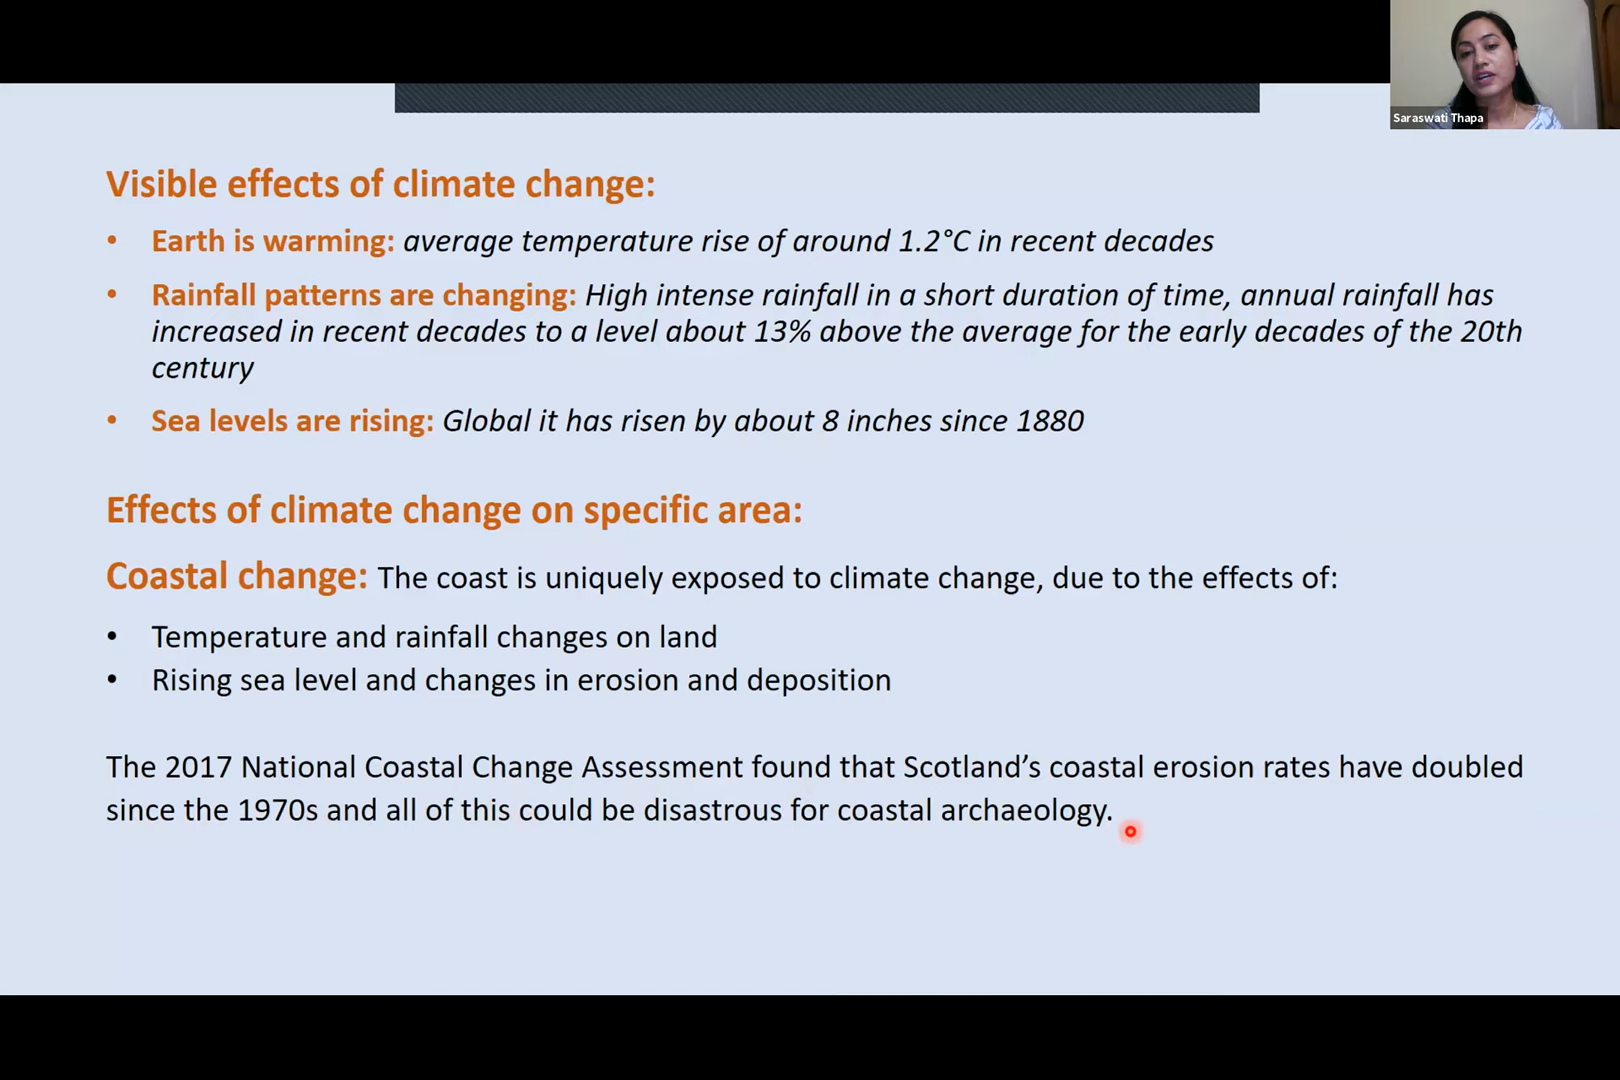 Saraswati Thapa
Visible effects of climate change:
• Earth is warming: average temperature rise of around 1.2°C in recent decades
• Rainfall patterns are changing: High intense rainfall in a short duration of time, annual rainfall has
increased in recent decades to a level about 13% above the average for the early decades of the 20th
century
• Sea levels are rising: Global it has risen by about 8 inches since 1880
Effects of climate change on specific area:
Coastal change: The coast is uniquely exposed to climate change, due to the effects of:
• Temperature and rainfall changes on land
• Rising sea level and changes in erosion and deposition
The 2017 National Coastal Change Assessment found that Scotland’s coastal erosion rates have doubled
since the 1970s and all of this could be disastrous for coastal archaeology.